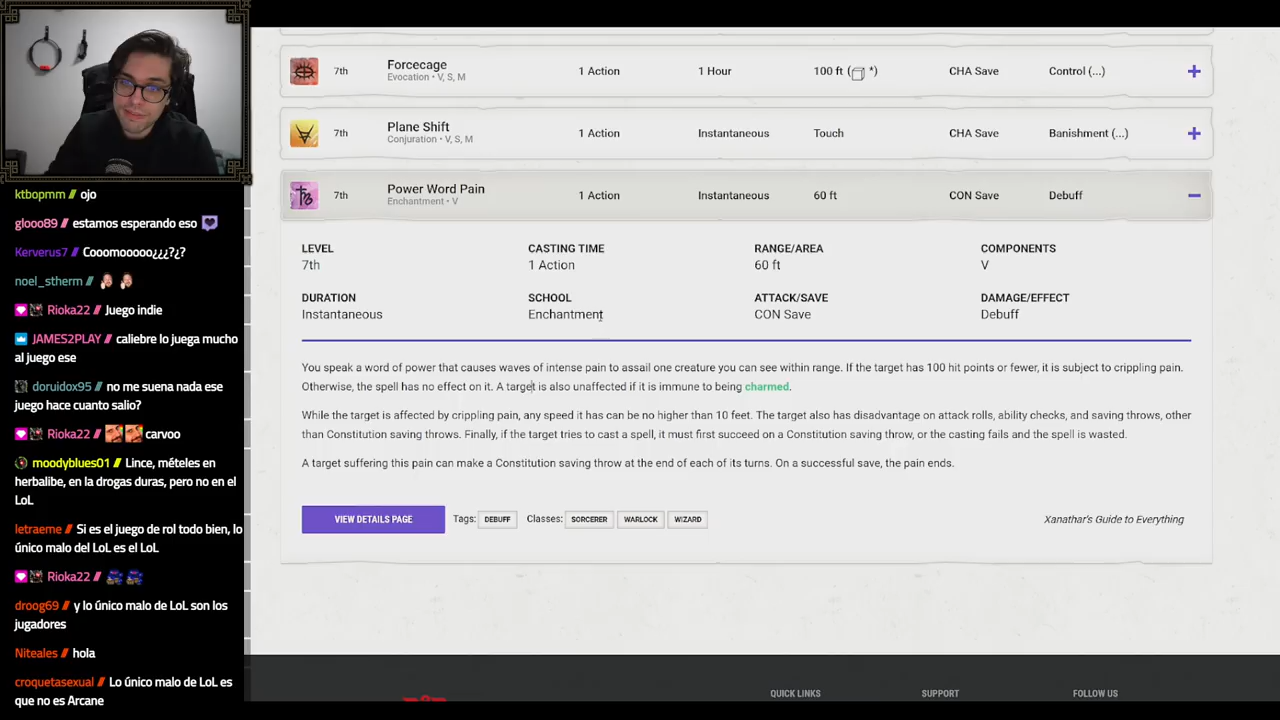 Forcecage
Evocation • V, S, M
7th
1 Action
1 Hour
100 ft ( *)
CHA Save
Control (...)
Plane Shift
Conjuration • V, S, M
7th
1 Action
Instantaneous
Touch
CHA Save
Banishment (...)
Power Word Pain
Enchantment • V
7th
1 Action
Instantaneous
60 ft
CON Save
Debuff
LEVEL
7th
CASTING TIME
1 Action
RANGE/AREA
60 ft
COMPONENTS
V
DURATION
Instantaneous
SCHOOL
Enchantment
ATTACK/SAVE
CON Save
DAMAGE/EFFECT
Debuff
You speak a word of power that causes waves of intense pain to assail one creature you can see within range. If the target has 100 hit points or fewer, it is subject to crippling pain.
Otherwise, the spell has no effect on it. A target is also unaffected if it is immune to being charmed.
While the target is affected by crippling pain, any speed it has can be no higher than 10 feet. The target also has disadvantage on attack rolls, ability checks, and saving throws, other
than Constitution saving throws. Finally, if the target tries to cast a spell, it must first succeed on a Constitution saving throw, or the casting fails and the spell is wasted.
A target suffering this pain can make a Constitution saving throw at the end of each of its turns. On a successful save, the pain ends.
VIEW DETAILS PAGE
Tags: DEBUFF
Classes: SORCERER WARLOCK WIZARD
Xanathar's Guide to Everything
QUICK LINKS
SUPPORT
FOLLOW US
ktbopmm // ojo
glooo89 // estamos esperando eso
Kerverus7 // Cooomooooo¿¿¿?¿?
noel_stherm //
Rioka22 // Juego indie
JAMES2PLAY // caliebre lo juega mucho
al juego ese
doruidox95 // no me suena nada ese
juego hace cuanto salio?
Rioka22 // carvoo
moodyblues01 // Lince, mételes en
herbalibe, en la drogas duras, pero no en el
LoL
letraeme // Si es el juego de rol todo bien, lo
único malo del LoL es el LoL
Rioka22 //
droog69 // y lo único malo de LoL son los
jugadores
Niteales // hola
croquetasexual // Lo único malo de LoL es
que no es Arcane